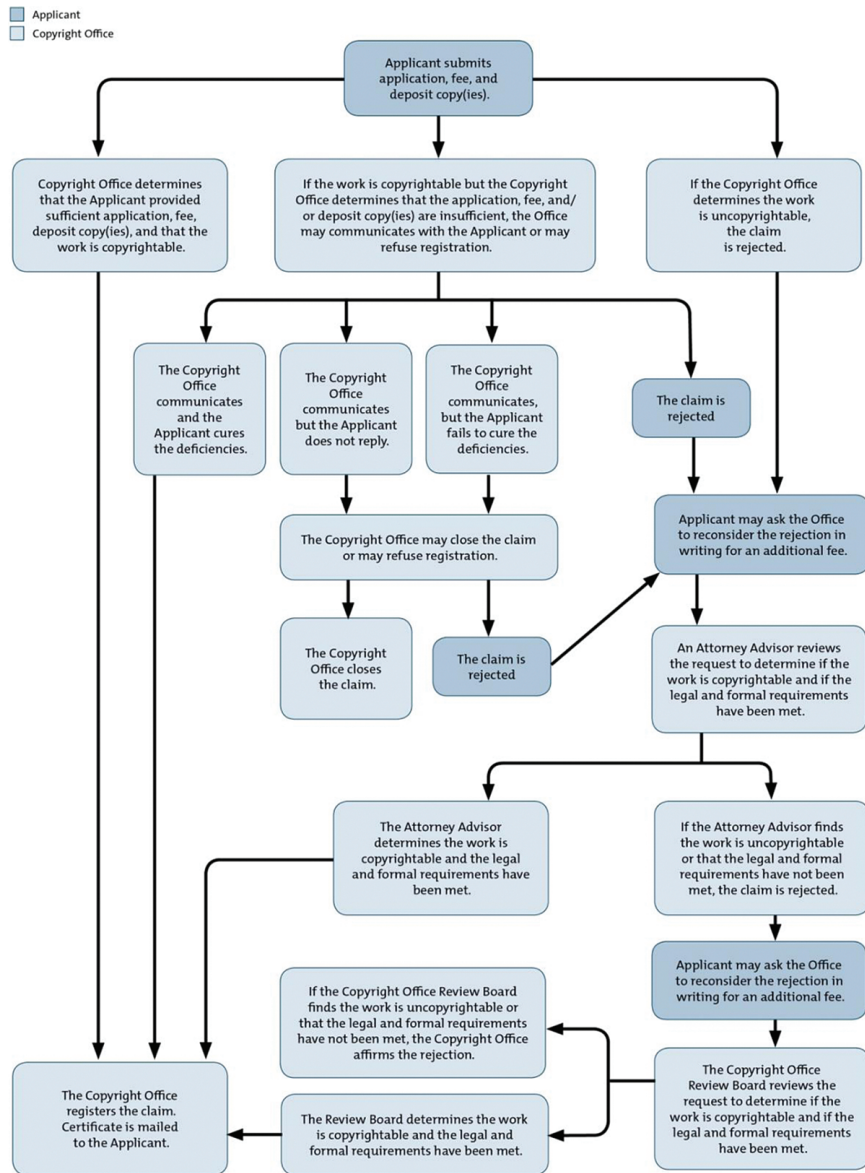 Applicant
Copyright Office
Applicant submits
application, fee, and
deposit copy(ies).
Copyright Office determines
that the Applicant provided
sufficient application, fee,
deposit copy(ies), and that the
work is copyrightable.
If the work is copyrightable but the Copyright
Office determines that the application, fee, and/
or deposit copy(ies) are insufficient, the Office
may communicates with the Applicant or may
refuse registration.
If the Copyright Office
determines the work
is uncopyrightable,
the claim
is rejected.
The Copyright
Office
communicates
and the
Applicant cures
the deficiencies.
The Copyright
Office
communicates
but the Applicant
does not reply.
The Copyright
Office
communicates,
but the Applicant
fails to cure the
deficiencies.
The claim is
rejected
The Copyright Office may close the claim
or may refuse registration.
Applicant may ask the Office
to reconsider the rejection in
writing for an additional fee.
The Copyright
Office closes
the claim.
The claim is
rejected
An Attorney Advisor reviews
the request to determine if the
work is copyrightable and if the
legal and formal requirements
have been met.
The Attorney Advisor
determines the work is
copyrightable and the legal
and formal requirements have
been met.
If the Attorney Advisor finds
the work is uncopyrightable
or that the legal and formal
requirements have not been
met, the claim is rejected.
Applicant may ask the Office
to reconsider the rejection in
writing for an additional fee.
If the Copyright Office Review Board
finds the work is uncopyrightable or
that the legal and formal requirements
have not been met, the Copyright Office
affirms the rejection.
The Copyright Office
Review Board reviews the
request to determine if the
work is copyrightable and if the
legal and formal requirements
have been met.
The Review Board determines the work
is copyrightable and the legal and
formal requirements have been met.
The Copyright Office
registers the claim.
Certificate is mailed
to the Applicant.